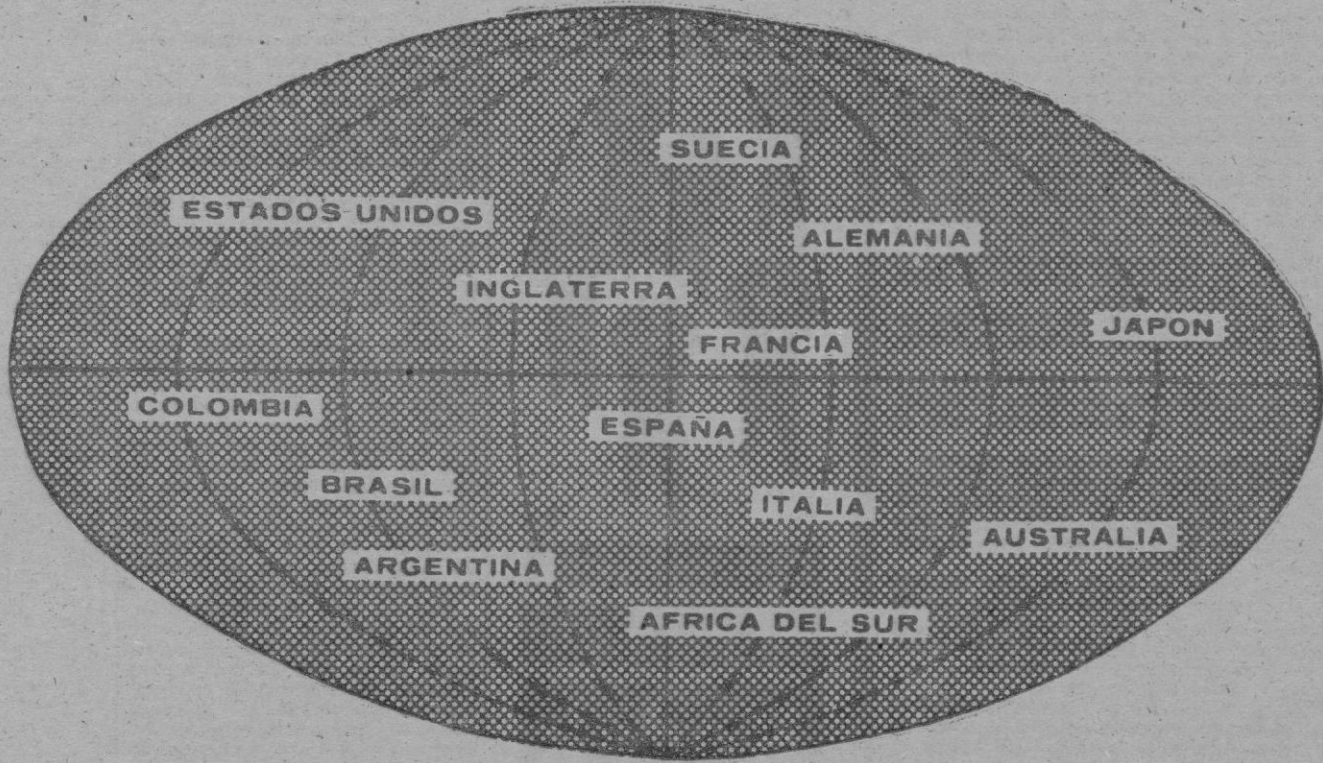 SUECIA
ESTADOS UNIDOS
ALEMANIA
INGLATERRA
JAPON
FRANCIA
COLOMBIA
ESPAÑA
BRASIL
ITALIA
AUSTRALIA
ARGENTINA
AFRICA DEL SUR